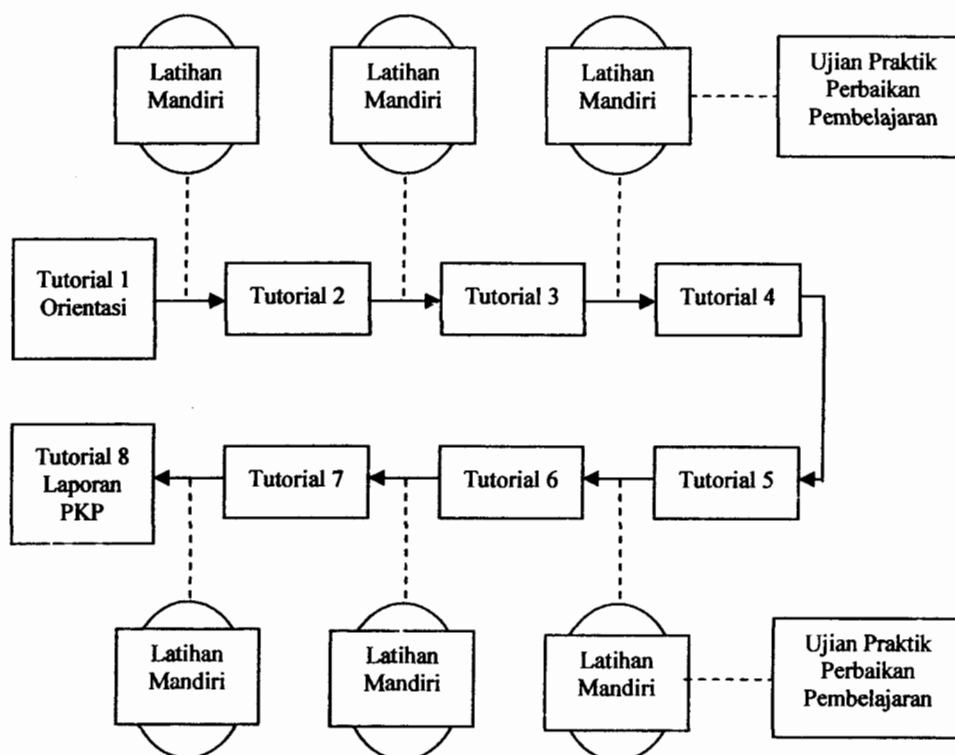 Latihan
Mandiri
Latihan
Mandiri
Latihan
Mandiri
Ujian Praktik
Perbaikan
Pembelajaran
Tutorial 1
Orientasi
Tutorial 2
Tutorial 3
Tutorial 4
Tutorial 8
Laporan
PKP
Tutorial 7
Tutorial 6
Tutorial 5
Latihan
Mandiri
Latihan
Mandiri
Latihan
Mandiri
Ujian Praktik
Perbaikan
Pembelajaran